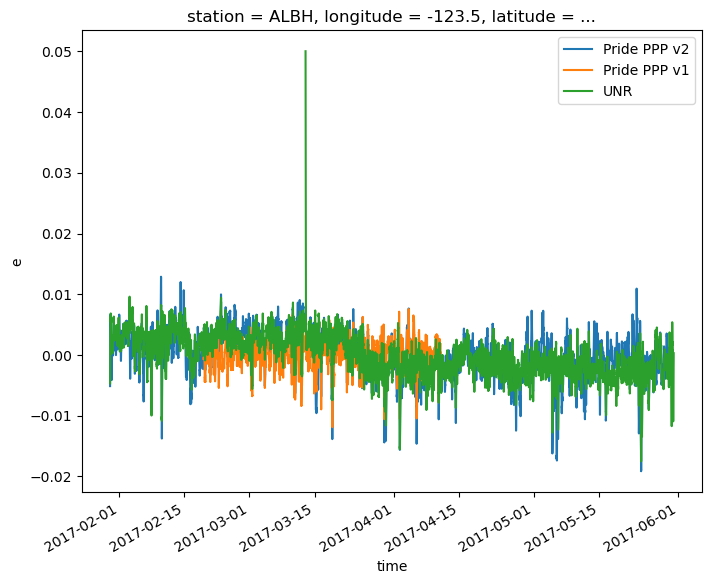 station = ALBH, longitude = -123.5, latitude = ...
Pride PPP v2
Pride PPP v1
UNR
0.05
0.04
0.03
0.02
0.01
0.00
−0.01
−0.02
e
2017-02-01
2017-02-15
2017-03-01
2017-03-15
2017-04-01
2017-04-15
2017-05-01
2017-05-15
2017-06-01
time